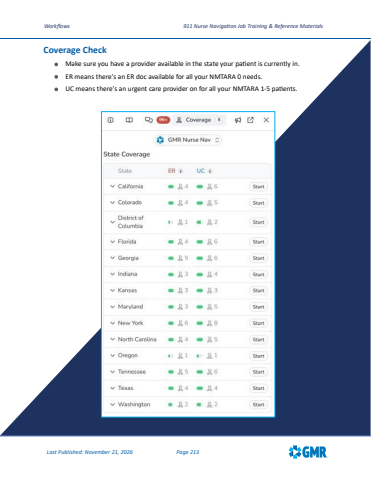 Workflows 911 Nurse Navigation Job Training & Reference Materials
Coverage Check
● Make sure you have a provider available in the state your patient is currently in.
● ER means there's an ER doc available for all your NMTARA 0 needs.
● UC means there's an urgent care provider on for all your NMTARA 1-5 patients.
99+ Coverage
GMR Nurse Nav
State Coverage
State ER UC
California 4 6 Start
Colorado 4 5 Start
District of
Columbia 1 2 Start
Florida 4 6 Start
Georgia 5 6 Start
Indiana 3 4 Start
Kansas 3 3 Start
Maryland 3 5 Start
New York 6 8 Start
North Carolina 4 5 Start
Oregon 1 1 Start
Tennessee 5 6 Start
Texas 4 4 Start
Washington 2 2 Start
Last Published: November 21, 2026 Page 213 GMR